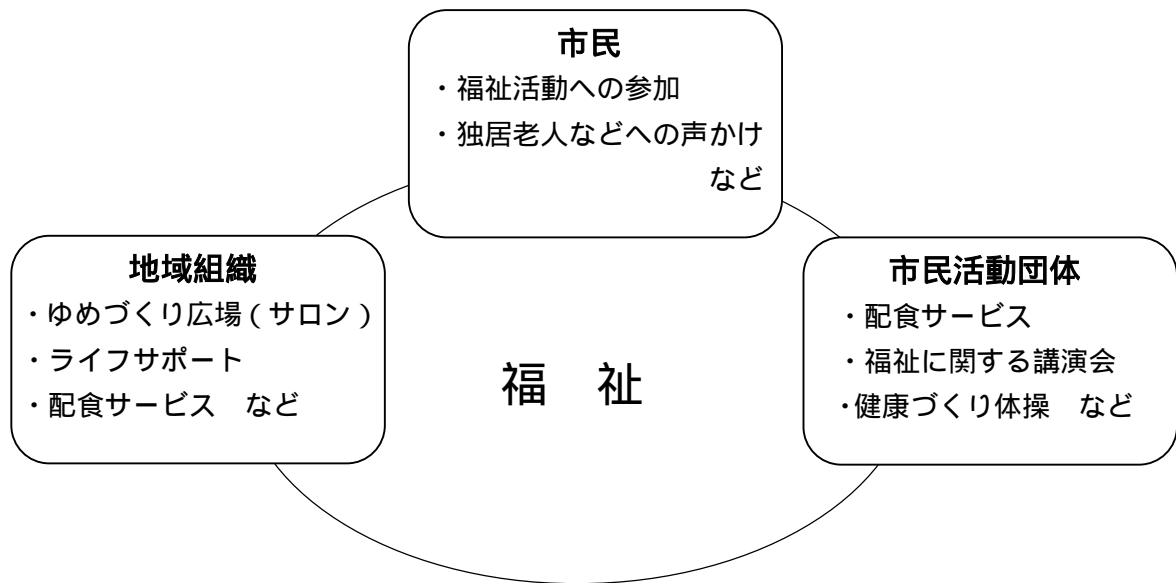 市民
・福祉活動への参加
・独居老人などへの声かけ
など
地域組織
・ゆめづくり広場(サロン)
・ライフサポート
・配食サービス　など
福　祉
市民活動団体
・配食サービス
・福祉に関する講演会
・健康づくり体操　など